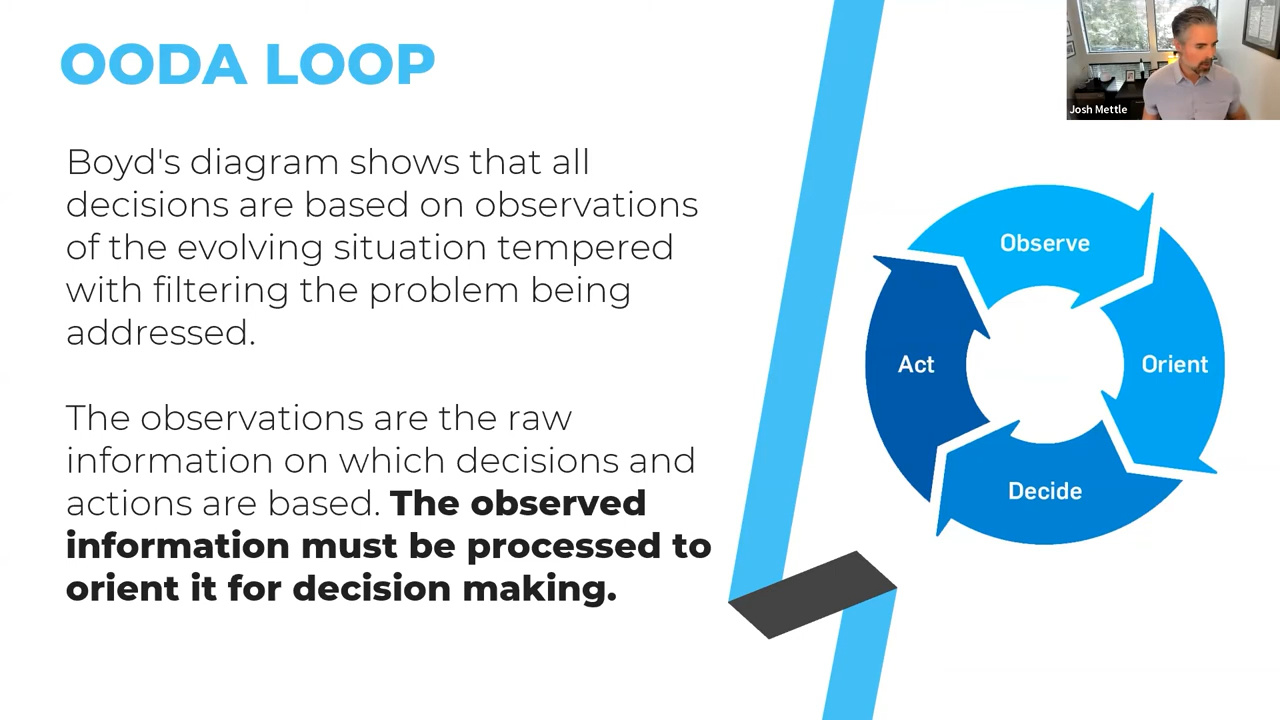 OODA LOOP
Boyd's diagram shows that all
decisions are based on observations
of the evolving situation tempered
with filtering the problem being
addressed.
The observations are the raw
information on which decisions and
actions are based. The observed
information must be processed to
orient it for decision making.
Josh Mettle
Observe
Orient
Decide
Act